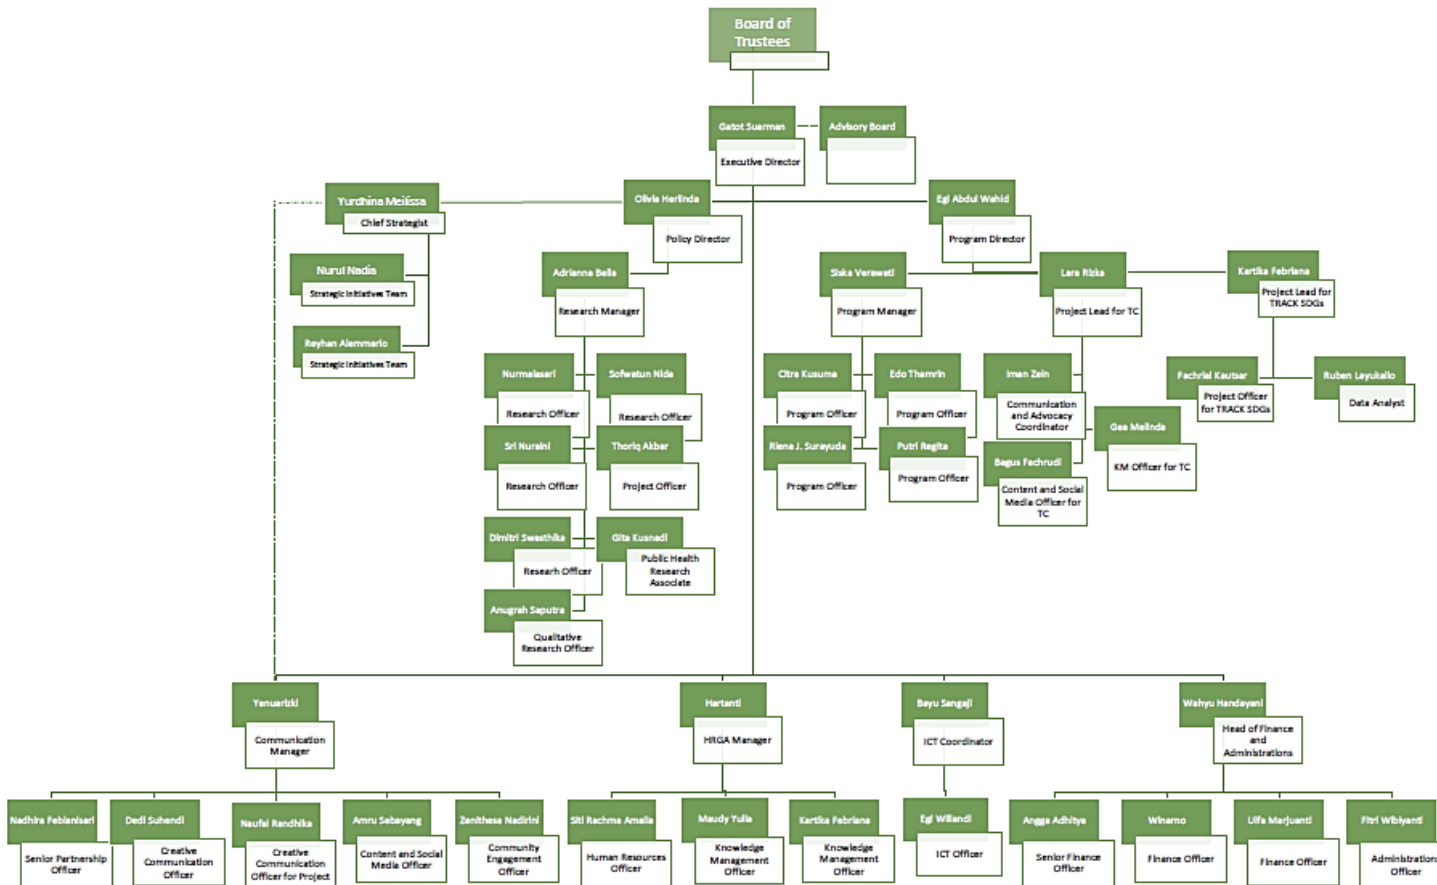 Board of
Trustees
Gatot Suarman
Executive Director
Advisory Board
Yurdhina Meilissa
Chief Strategist
Olivia Herlinda
Policy Director
Egi Abdul Wahid
Program Director
Nurul Nadia
Strategic Initiatives Team
Reyhan Alemmario
Strategic Initiatives Team
Adrianna Bella
Research Manager
Siska Verawati
Program Manager
Lara Rizka
Project Lead for TC
Kartika Febriana
Project Lead for
TRACK SDGs
Nurmalasari
Research Officer
Sofwatun Nida
Research Officer
Sri Nuraini
Research Officer
Thoriq Akbar
Project Officer
Dimitri Swasthika
Researh Officer
Gita Kusnadi
Public Health
Research
Associate
Anugrah Saputra
Qualitative
Research Officer
Citra Kusuma
Program Officer
Edo Thamrin
Program Officer
Riena J. Surayuda
Program Officer
Putri Regita
Program Officer
Iman Zein
Communication
and Advocacy
Coordinator
Gea Melinda
KM Officer for TC
Bagus Fachrudi
Content and Social
Media Officer for
TC
Fachrial Kautsar
Project Officer
for TRACK SDGs
Ruben Layukallo
Data Analyst
Yenuarizki
Communication
Manager
Hartanti
HRGA Manager
Bayu Sangaji
ICT Coordinator
Wahyu Handayani
Head of Finance
and
Administrations
Nadhira Febianisari
Senior Partnership
Officer
Dedi Suhendi
Creative
Communication
Officer
Naufal Randhika
Creative
Communication
Officer for Project
Amru Sebayang
Content and Social
Media Officer
Zenithesa Nadirini
Community
Engagement
Officer
Siti Rachma Amalia
Human Resources
Officer
Maudy Yulia
Knowledge
Management
Officer
Kartika Febriana
Knowledge
Management
Officer
Egi Willandi
ICT Officer
Angga Adhitya
Senior Finance
Officer
Winarno
Finance Officer
Ulfa Marjuanti
Finance Officer
Fitri Wibiyanti
Administrations
Officer